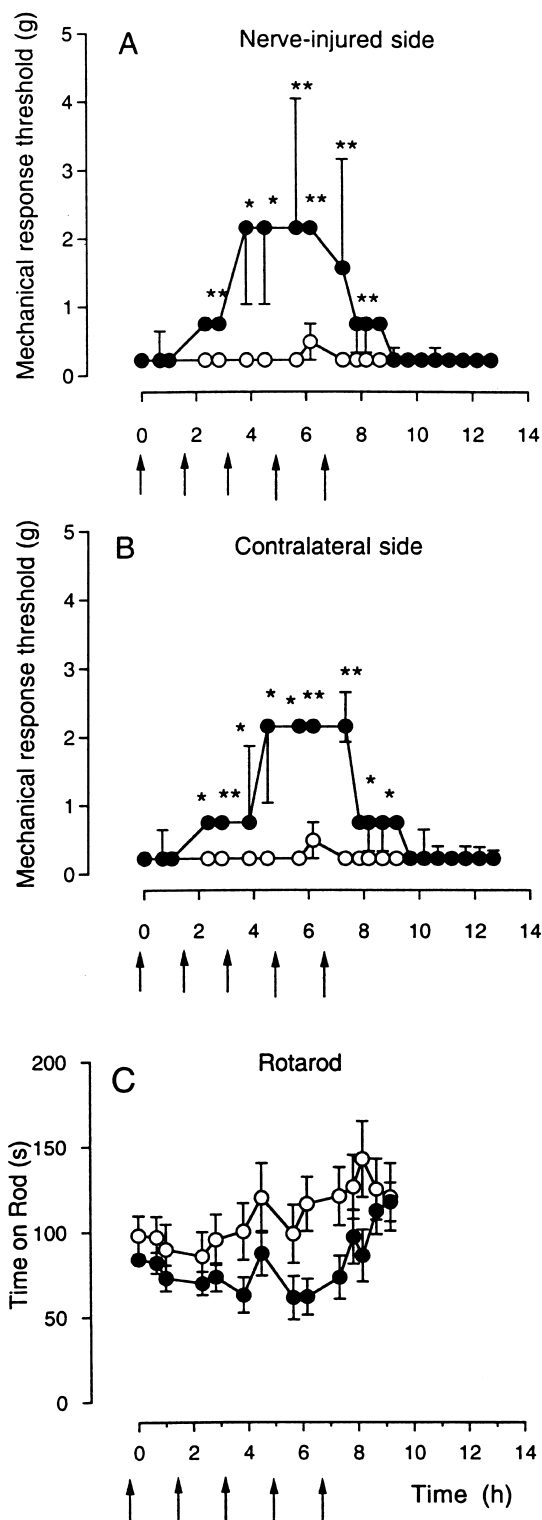 A Nerve-injured side
Mechanical response threshold (g)
5
4
3
2
1
0
** * * ** ** ** **
0 2 4 6 8 10 12 14
B Contralateral side
Mechanical response threshold (g)
5
4
3
2
1
0
* ** * * * ** ** * *
0 2 4 6 8 10 12 14
C Rotarod
Time on Rod (s)
200
150
100
50
0
0 2 4 6 8 10 12 14
Time (h)